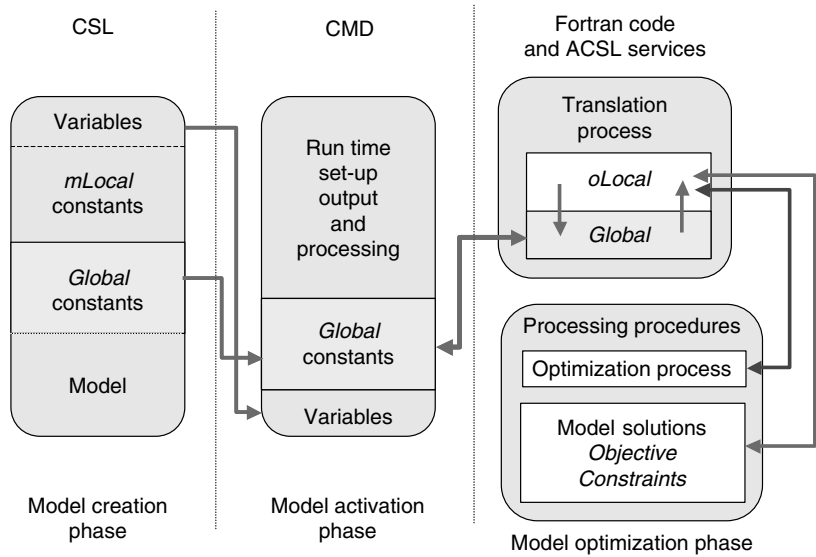 CSL
Variables
mLocal
constants
Global
constants
Model
Model creation
phase
CMD
Run time
set-up
output
and
processing
Global
constants
Variables
Model activation
phase
Fortran code
and ACSL services
Translation
process
oLocal
Global
Processing procedures
Optimization process
Model solutions
Objective
Constraints
Model optimization phase